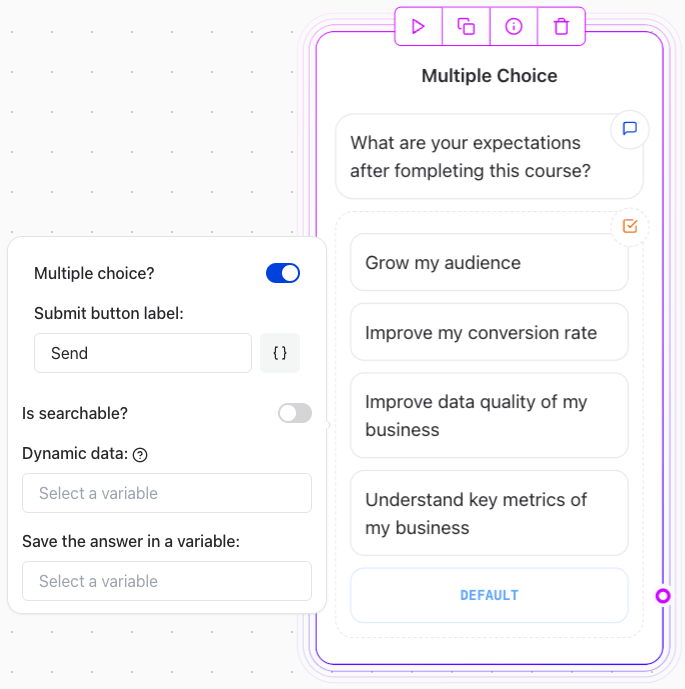 Multiple Choice
What are your expectations
after fompleting this course?
Grow my audience
Improve my conversion rate
Improve data quality of my
business
Understand key metrics of
my business
DEFAULT
Multiple choice?
Submit button label:
Send
{}
Is searchable?
Dynamic data: ?
Select a variable
Save the answer in a variable:
Select a variable